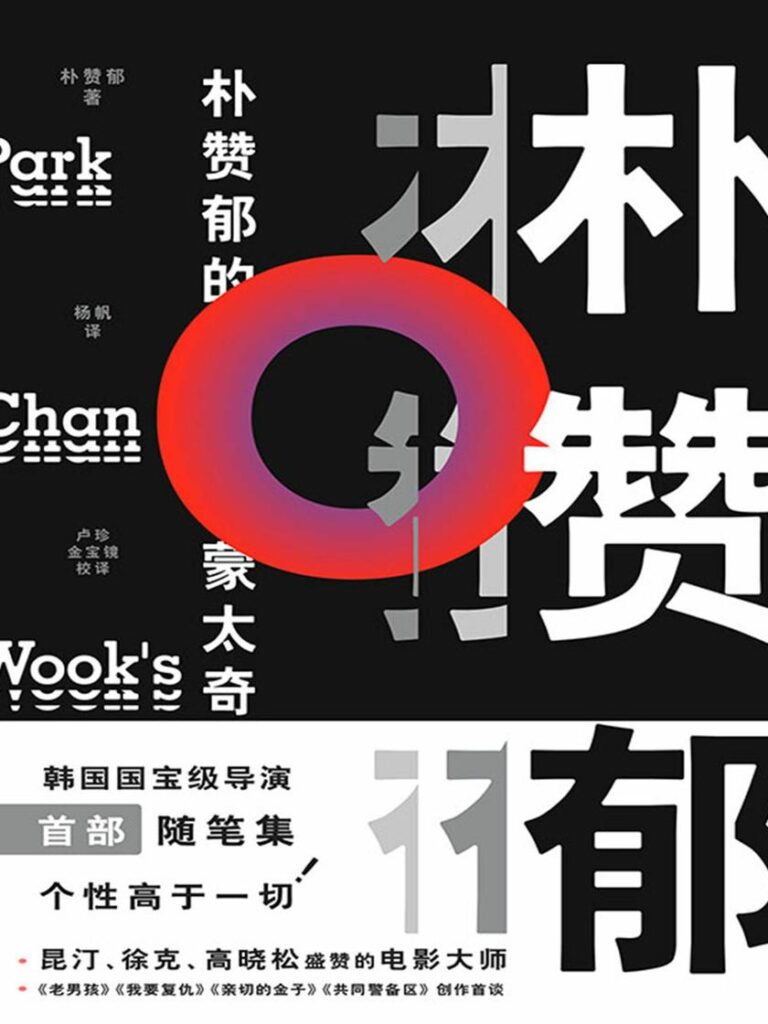 朴赞郁
著
Park
杨帆
译
Chan
卢珍
金宝镜
校译
Wook's
朴赞郁的
蒙太奇
朴
赞
郁
韩国国宝级导演
首部 随笔集
个性高于一切!
昆汀、徐克、高晓松盛赞的电影大师
《老男孩》《我要复仇》《亲切的金子》《共同警备区》创作首谈